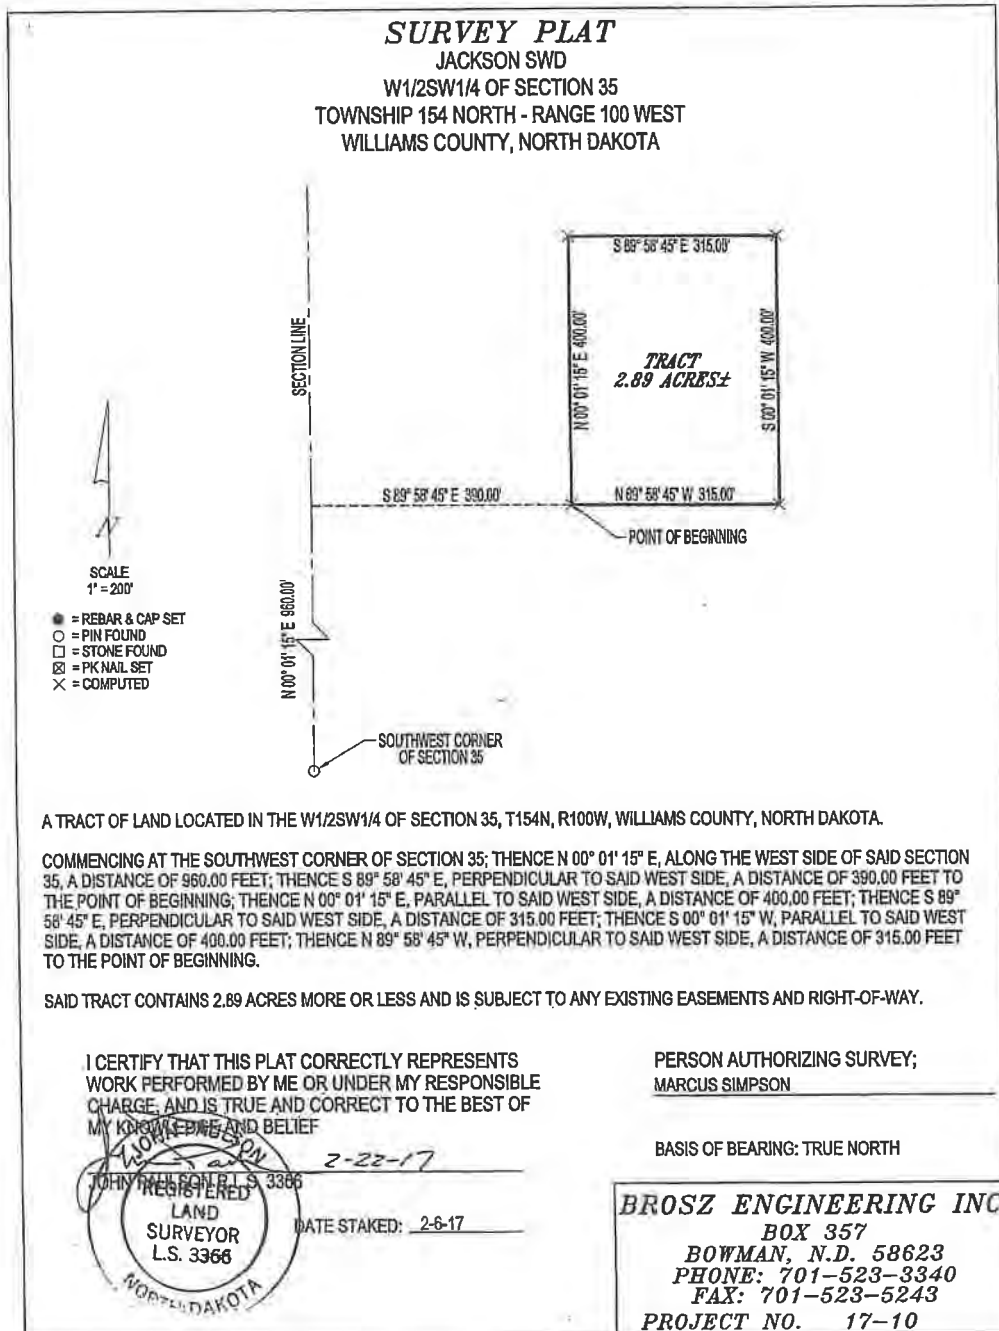 SURVEY PLAT
JACKSON SWD
W1/2SW1/4 OF SECTION 35
TOWNSHIP 154 NORTH - RANGE 100 WEST
WILLIAMS COUNTY, NORTH DAKOTA
S 89° 58' 45" E 315.00'
SECTION LINE
N 00° 01' 15" E 400.00'
TRACT
2.89 ACRES±
S 00° 01' 15" W 400.00'
S 89° 58' 45" E 390.00'
N 89° 58' 45" W 315.00'
POINT OF BEGINNING
N
SCALE
1" = 200'
= REBAR & CAP SET
= PIN FOUND
= STONE FOUND
= PK NAIL SET
= COMPUTED
N 00° 01' 15" E 960.00'
SOUTHWEST CORNER
OF SECTION 35
A TRACT OF LAND LOCATED IN THE W1/2SW1/4 OF SECTION 35, T154N, R100W, WILLIAMS COUNTY, NORTH DAKOTA.
COMMENCING AT THE SOUTHWEST CORNER OF SECTION 35; THENCE N 00° 01' 15" E, ALONG THE WEST SIDE OF SAID SECTION
35, A DISTANCE OF 960.00 FEET; THENCE S 89° 58' 45" E, PERPENDICULAR TO SAID WEST SIDE, A DISTANCE OF 390.00 FEET TO
THE POINT OF BEGINNING; THENCE N 00° 01' 15" E, PARALLEL TO SAID WEST SIDE, A DISTANCE OF 400.00 FEET; THENCE S 89°
58' 45" E, PERPENDICULAR TO SAID WEST SIDE, A DISTANCE OF 315.00 FEET; THENCE S 00° 01' 15" W, PARALLEL TO SAID WEST
SIDE, A DISTANCE OF 400.00 FEET; THENCE N 89° 58' 45" W, PERPENDICULAR TO SAID WEST SIDE, A DISTANCE OF 315.00 FEET
TO THE POINT OF BEGINNING.
SAID TRACT CONTAINS 2.89 ACRES MORE OR LESS AND IS SUBJECT TO ANY EXISTING EASEMENTS AND RIGHT-OF-WAY.
I CERTIFY THAT THIS PLAT CORRECTLY REPRESENTS
WORK PERFORMED BY ME OR UNDER MY RESPONSIBLE
CHARGE, AND IS TRUE AND CORRECT TO THE BEST OF
MY KNOWLEDGE AND BELIEF
2-22-17
JOHN PAULSON R.L.S. 3366
JOHN PAULSON
REGISTERED
LAND
SURVEYOR
L.S. 3366
NORTH DAKOTA
DATE STAKED: 2-6-17
PERSON AUTHORIZING SURVEY;
MARCUS SIMPSON
BASIS OF BEARING: TRUE NORTH
BROSZ ENGINEERING INC
BOX 357
BOWMAN, N.D. 58623
PHONE: 701-523-3340
FAX: 701-523-5243
PROJECT NO. 17-10